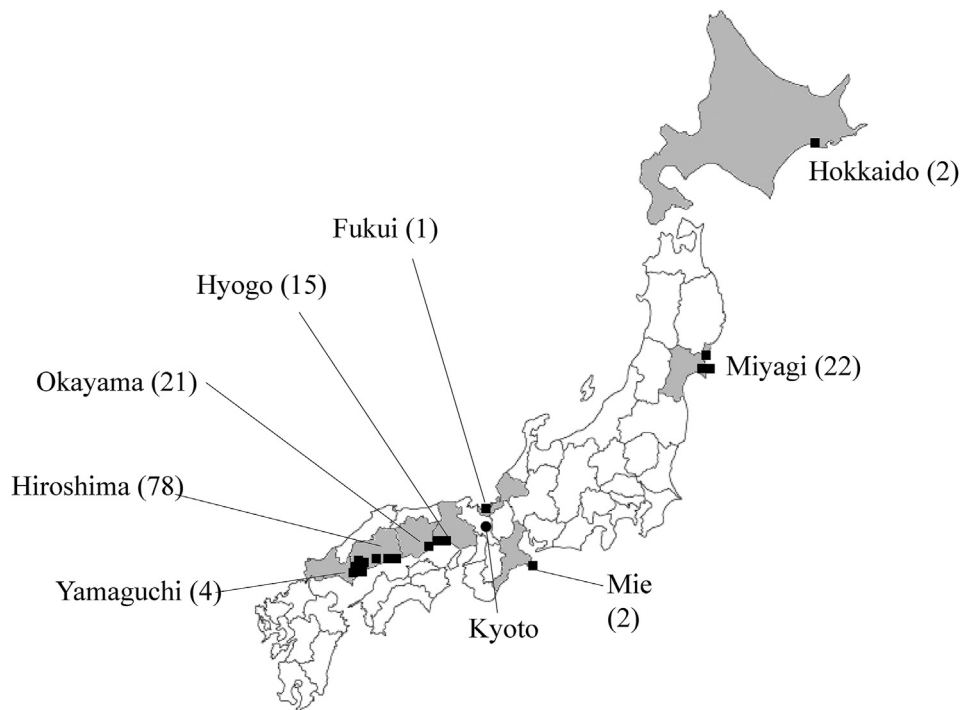 Hokkaido (2)
Fukui (1)
Hyogo (15)
Miyagi (22)
Okayama (21)
Hiroshima (78)
Yamaguchi (4)
Mie
(2)
Kyoto